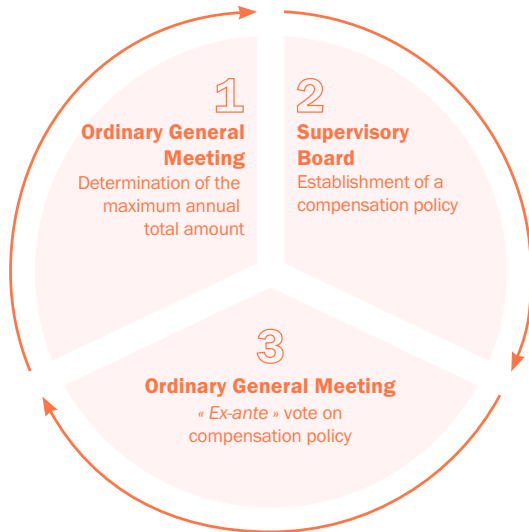 1
Ordinary General
Meeting
Determination of the
maximum annual
total amount
2
Supervisory
Board
Establishment of a
compensation policy
3
Ordinary General Meeting
« Ex-ante » vote on
compensation policy